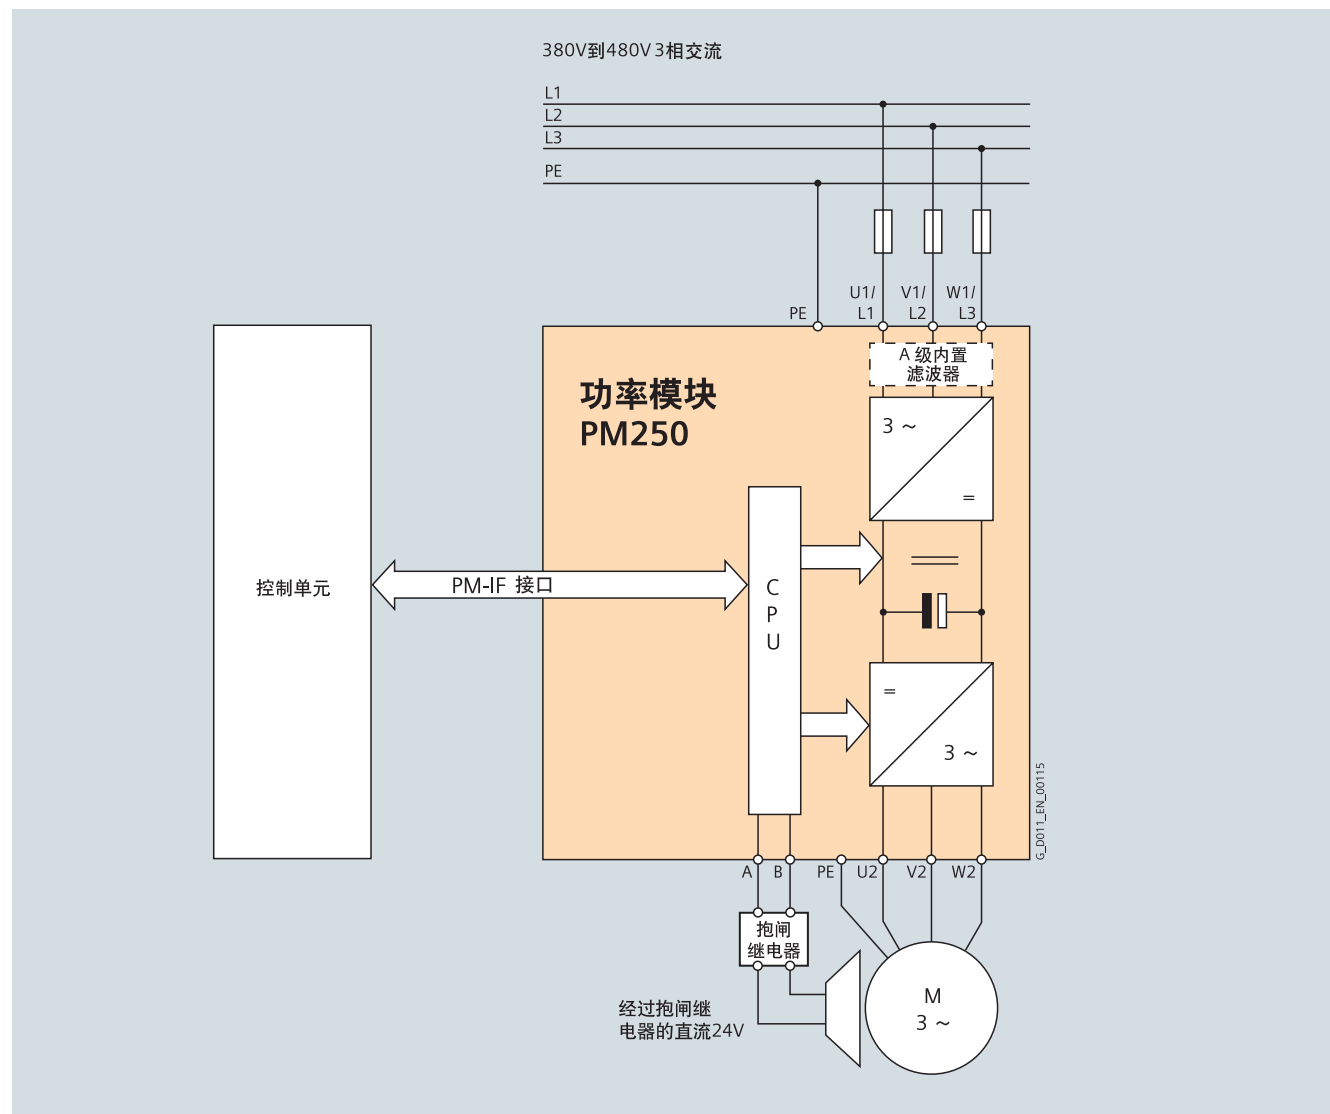 380V到480V 3相交流
L1
L2
L3
PE
U1/ V1/ W1/
PE L1 L2 L3
A 级内置
滤波器
功率模块
PM250
3 ~
=
控制单元
PM-IF 接口
C
P
U
=
3 ~
G_D011_EN_00115
A B PE U2 V2 W2
抱闸
继电器
M
3 ~
经过抱闸继
电器的直流24V